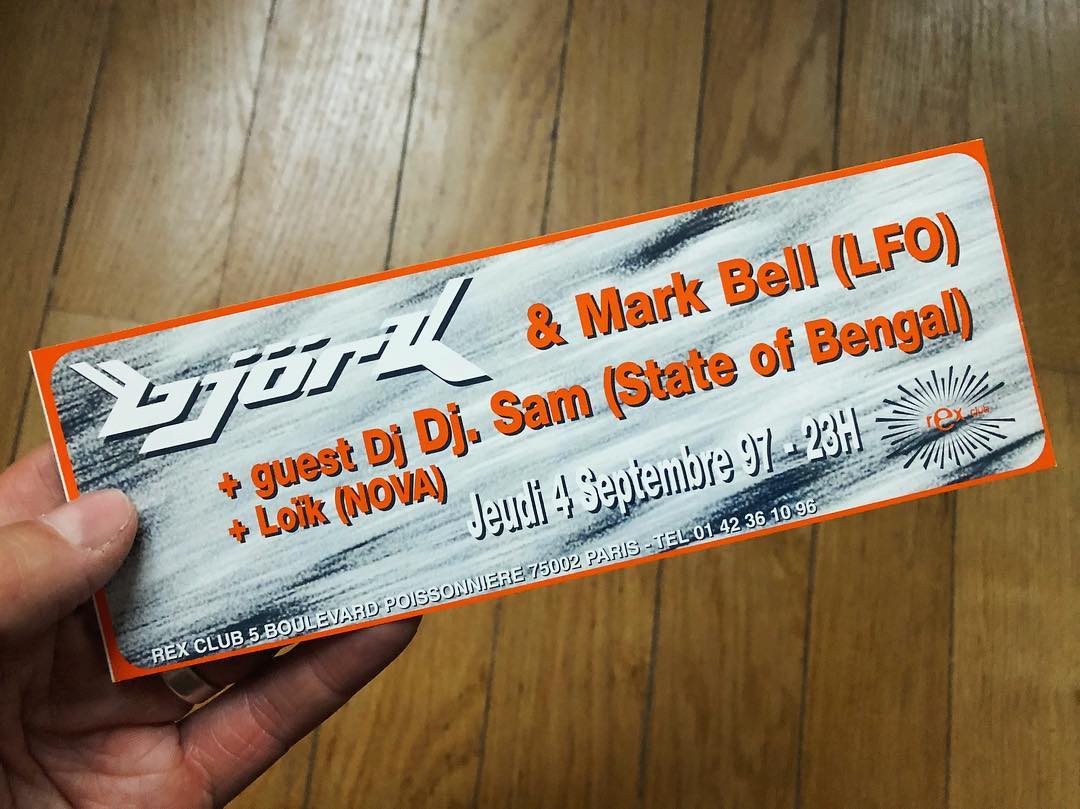 björk
& Mark Bell (LFO)
+ guest Dj Dj. Sam (State of Bengal)
+ Loïk (NOVA)
Jeudi 4 Septembre 97 - 23H
rex club
REX CLUB 5 BOULEVARD POISSONNIERE 75002 PARIS - TEL 01 42 36 10 96